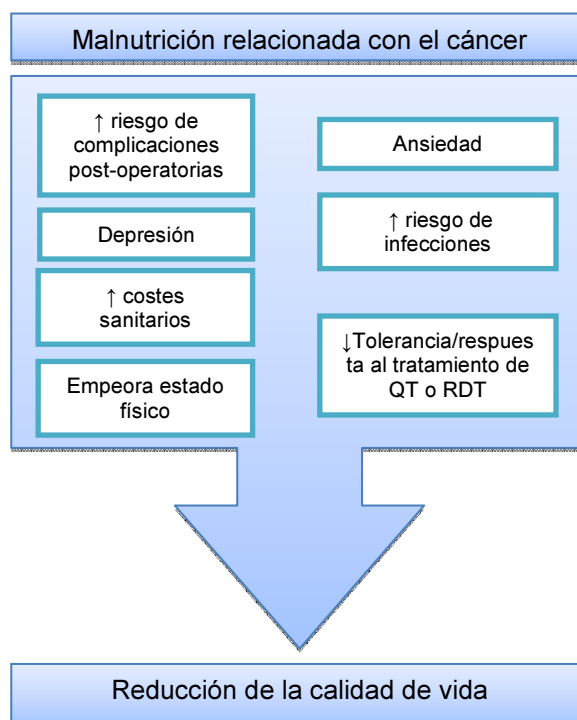 Malnutrición relacionada con el cáncer
↑ riesgo de
complicaciones
post-operatorias
Depresión
↑ costes
sanitarios
Empeora estado
físico
Ansiedad
↑ riesgo de
infecciones
↓Tolerancia/respues
ta al tratamiento de
QT o RDT
Reducción de la calidad de vida